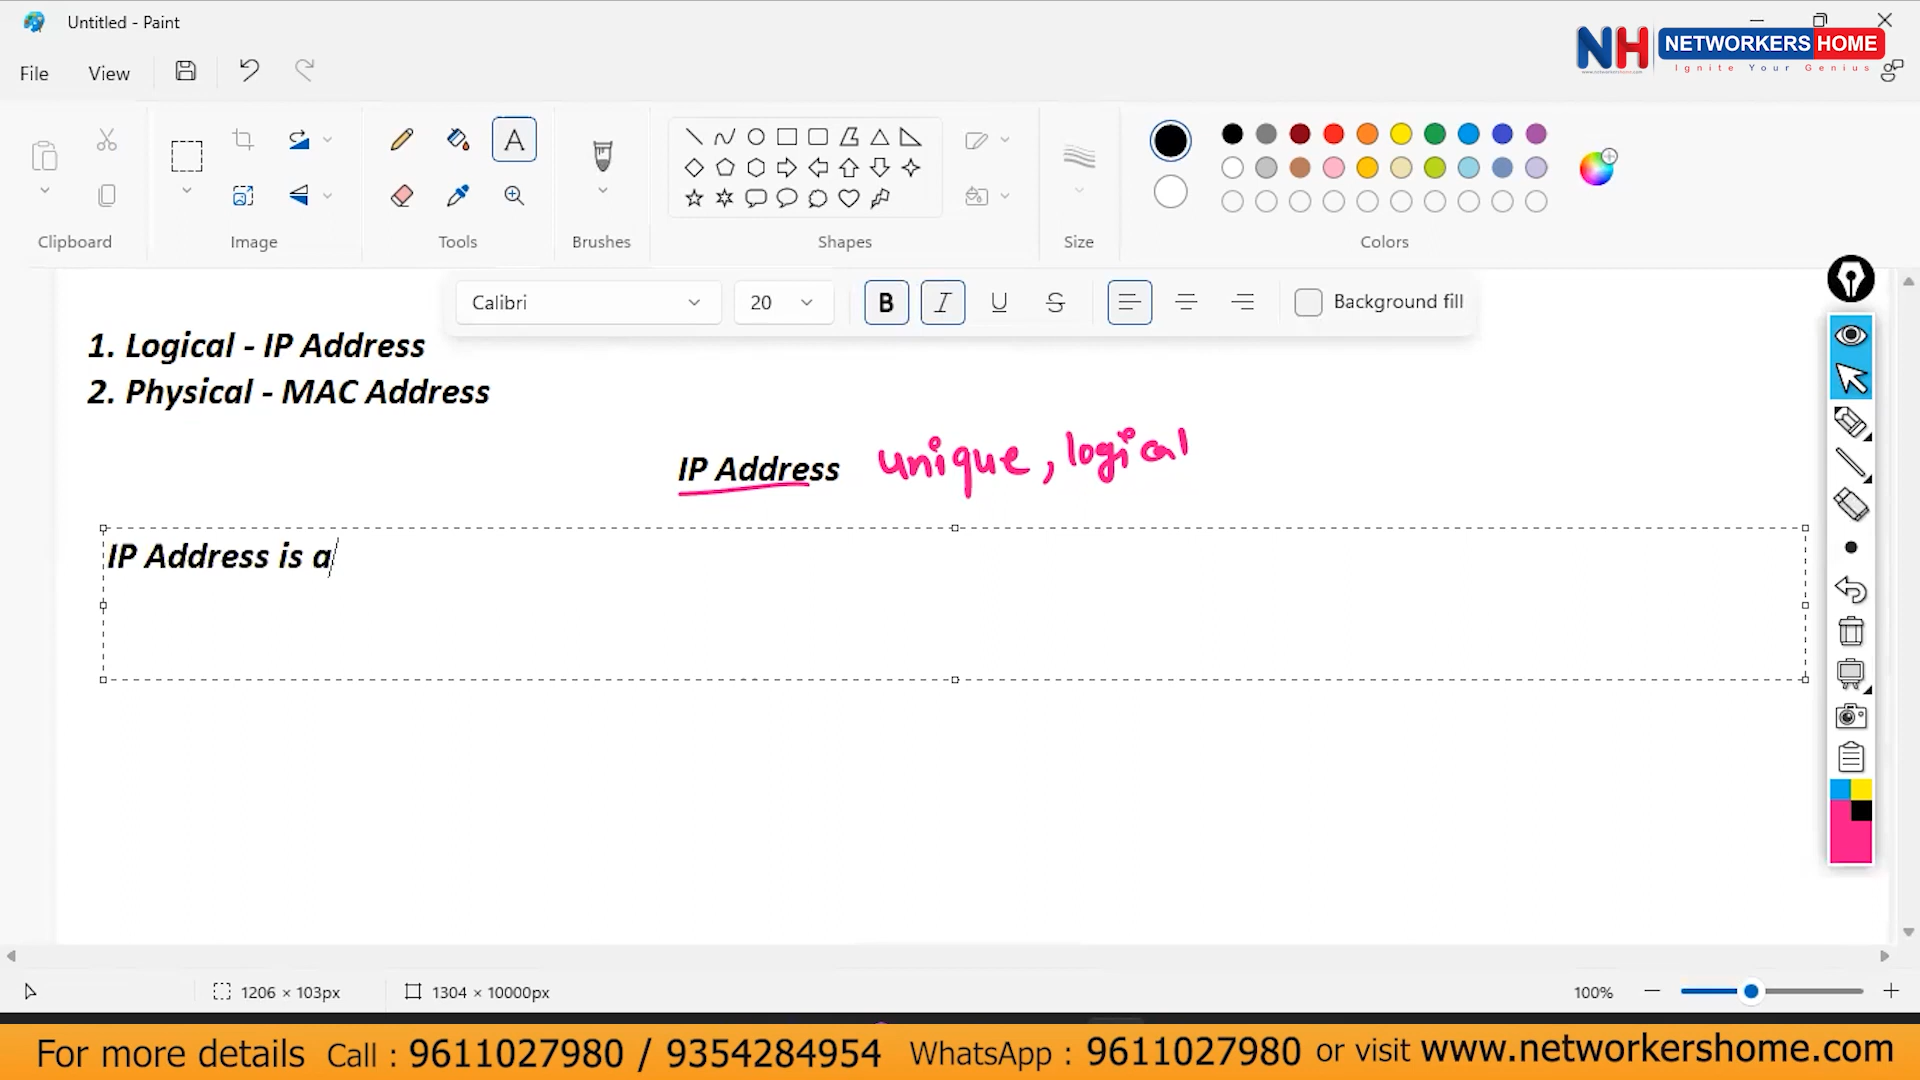 Untitled - Paint
NH NETWORKERS HOME
Ignite Your Genius
File View
Clipboard Image Tools Brushes Shapes Size Colors
Calibri 20 B I U S Background fill
1. Logical - IP Address
2. Physical - MAC Address
IP Address unique, logical
IP Address is a
1206 × 103px 1304 × 10000px 100%
For more details Call : 9611027980 / 9354284954 WhatsApp : 9611027980 or visit www.networkershome.com